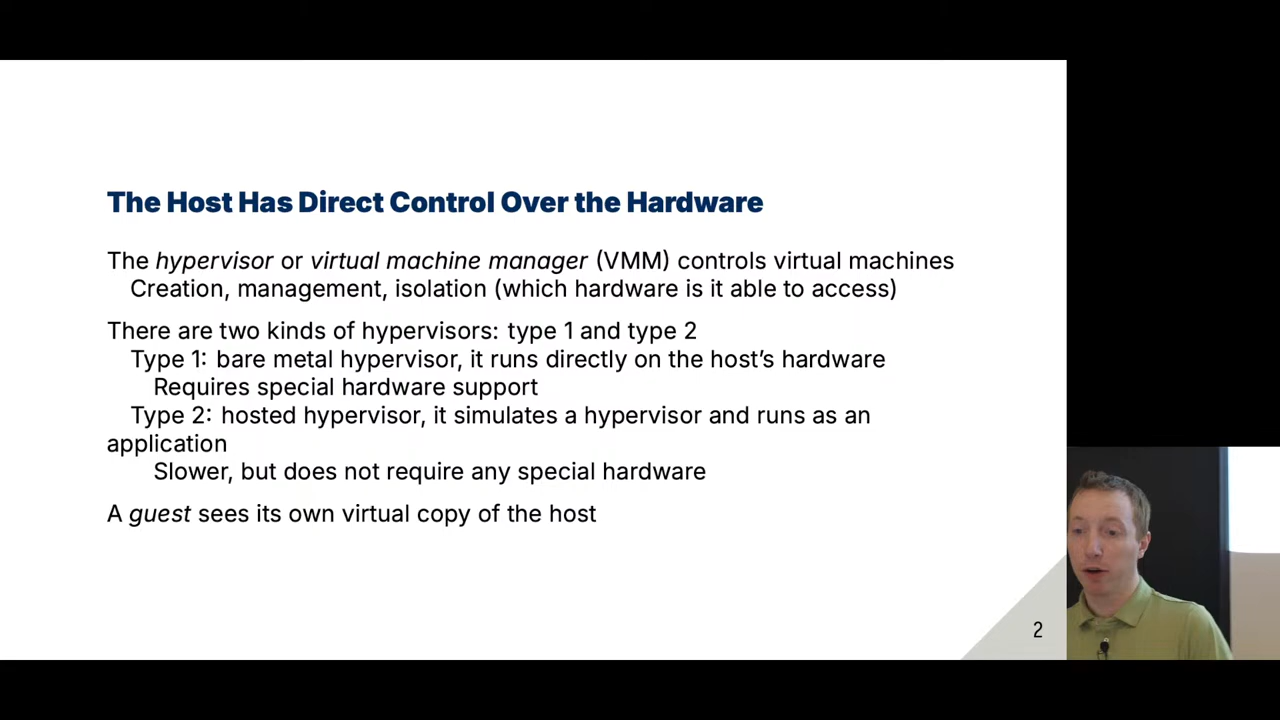 The Host Has Direct Control Over the Hardware
The hypervisor or virtual machine manager (VMM) controls virtual machines
Creation, management, isolation (which hardware is it able to access)
There are two kinds of hypervisors: type 1 and type 2
Type 1: bare metal hypervisor, it runs directly on the host’s hardware
Requires special hardware support
Type 2: hosted hypervisor, it simulates a hypervisor and runs as an
application
Slower, but does not require any special hardware
A guest sees its own virtual copy of the host
2